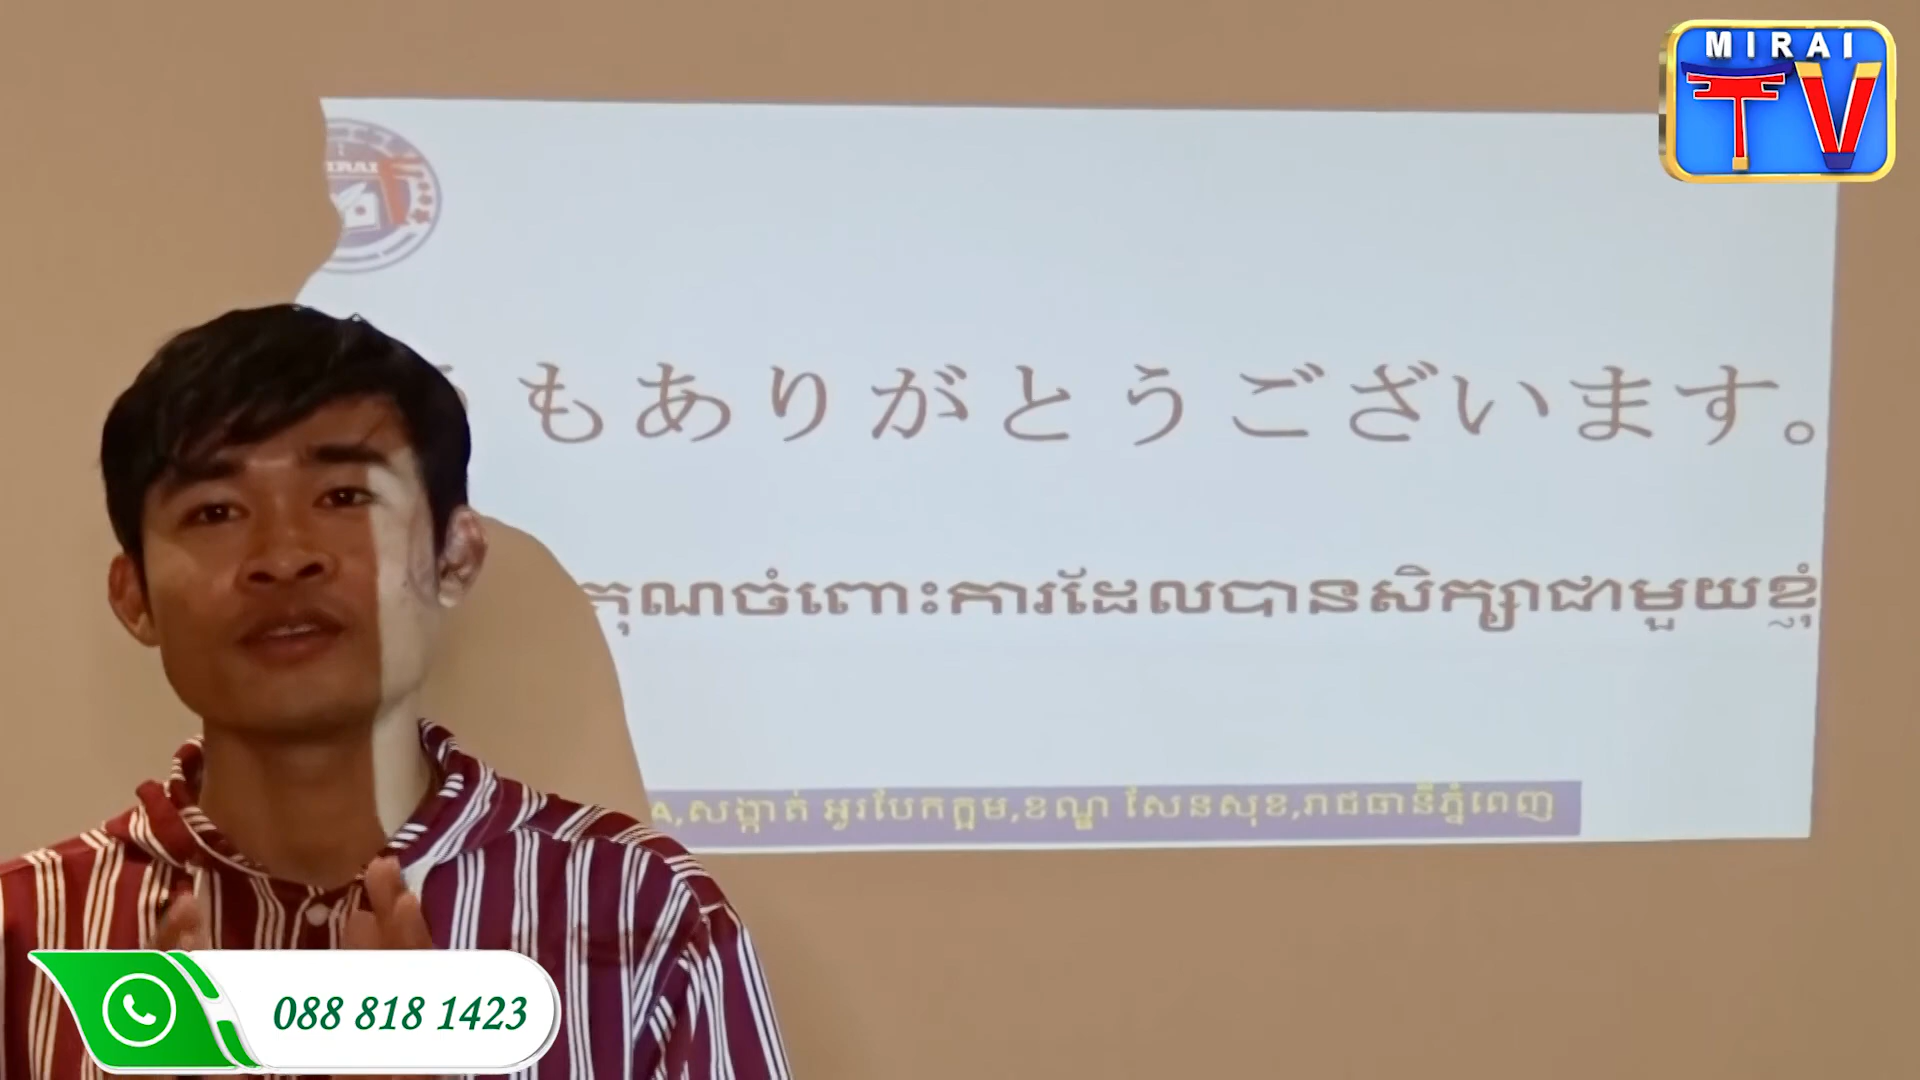 MIRAI
TV
MIRAI
もありがとうございます。
គុណចំពោះការដែលបានសិក្សាជាមួយខ្ញុំ
A,សង្កាត់ អូរបែកក្អម,ខណ្ឌ សែនសុខ,រាជធានីភ្នំពេញ
088 818 1423